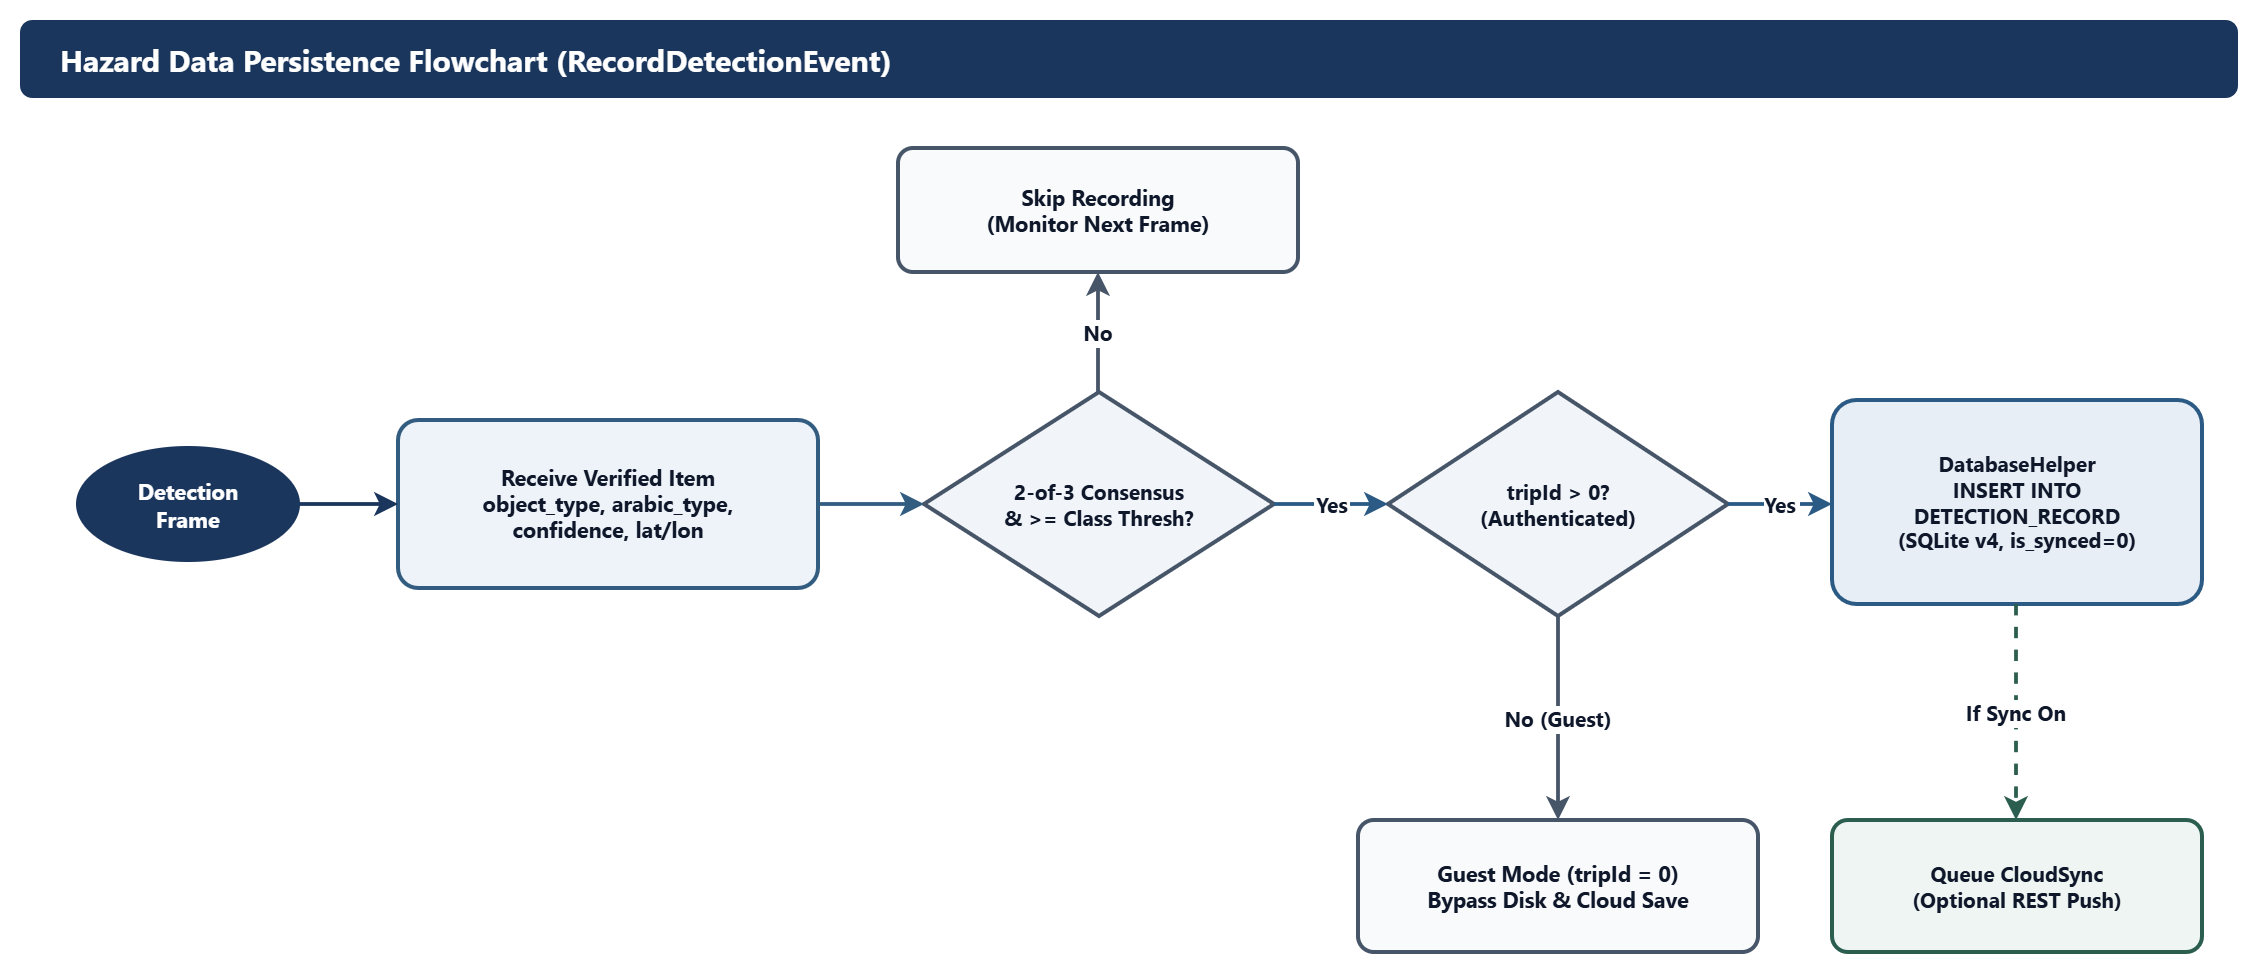 Hazard Data Persistence Flowchart (RecordDetectionEvent)
Skip Recording
(Monitor Next Frame)
No
Detection
Frame
Receive Verified Item
object_type, arabic_type,
confidence, lat/lon
2-of-3 Consensus
& >= Class Thresh?
Yes
tripId > 0?
(Authenticated)
Yes
DatabaseHelper
INSERT INTO
DETECTION_RECORD
(SQLite v4, is_synced=0)
No (Guest)
If Sync On
Guest Mode (tripId = 0)
Bypass Disk & Cloud Save
Queue CloudSync
(Optional REST Push)